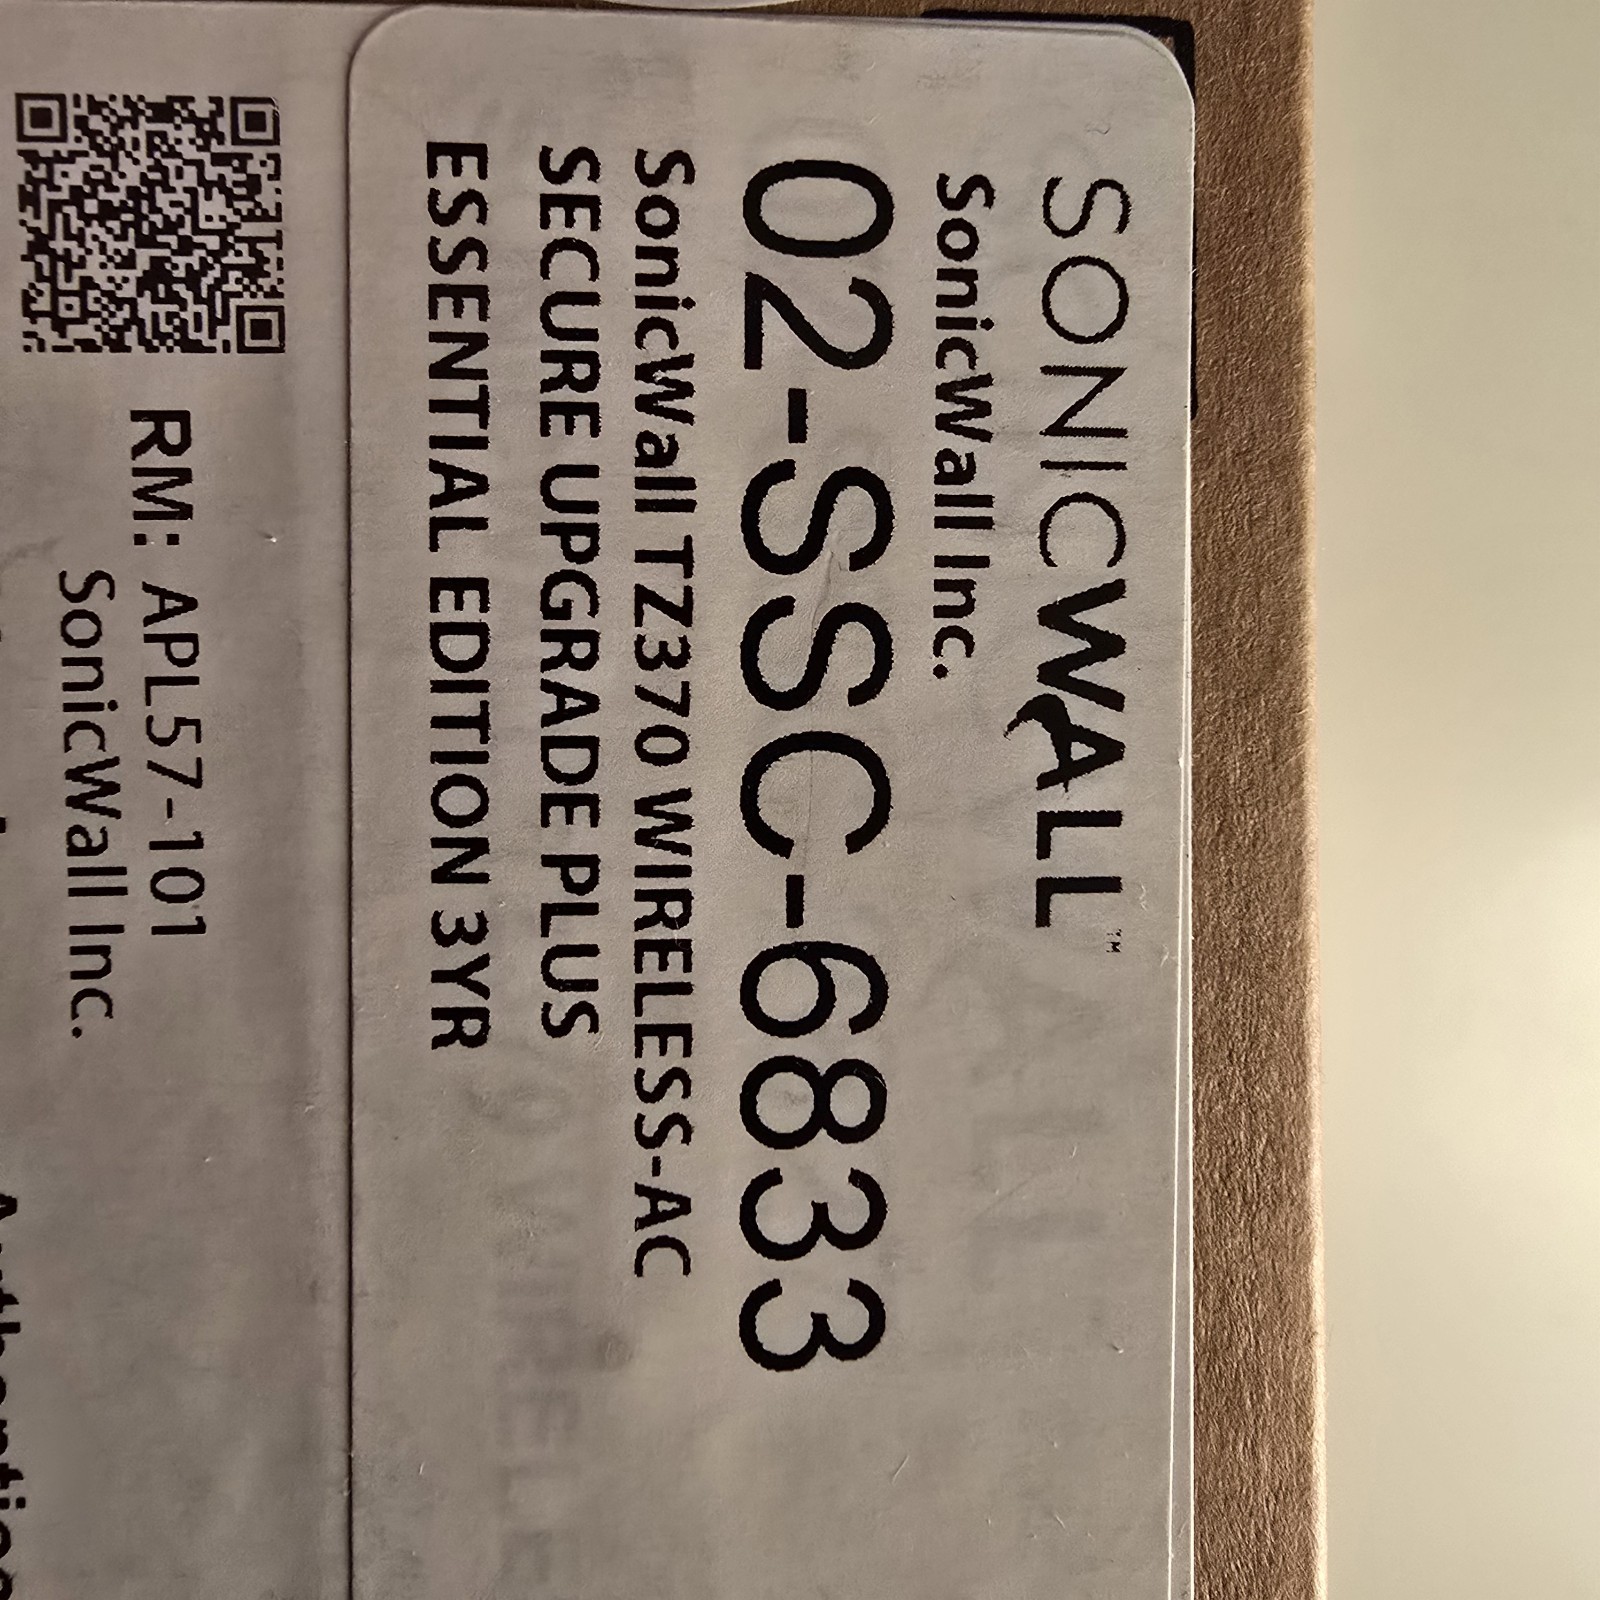 SONICWALL™
SonicWall Inc.
02-SSC-6833
SonicWall TZ370 WIRELESS-AC
SECURE UPGRADE PLUS
ESSENTIAL EDITION 3YR
RM: APL57-101
SonicWall Inc.